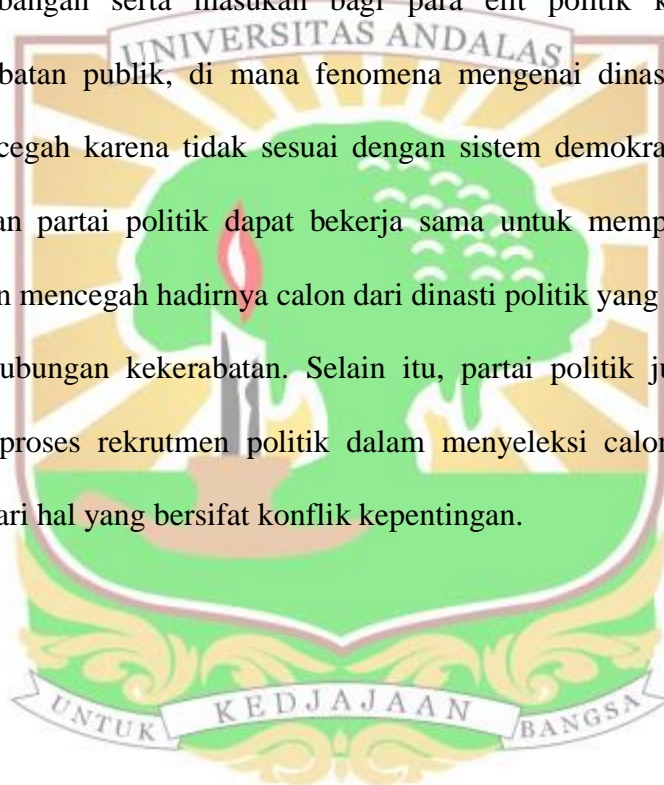 bangan serta masukan bagi para elit politik k
UNIVERSITAS ANDALAS
batan publik, di mana fenomena mengenai dinas
cegah karena tidak sesuai dengan sistem demokra
an partai politik dapat bekerja sama untuk memp
n mencegah hadirnya calon dari dinasti politik yang
ubungan kekerabatan. Selain itu, partai politik ju
proses rekrutmen politik dalam menyeleksi calon
ari hal yang bersifat konflik kepentingan.
UNTUK KEDJAJAAN BANGSA